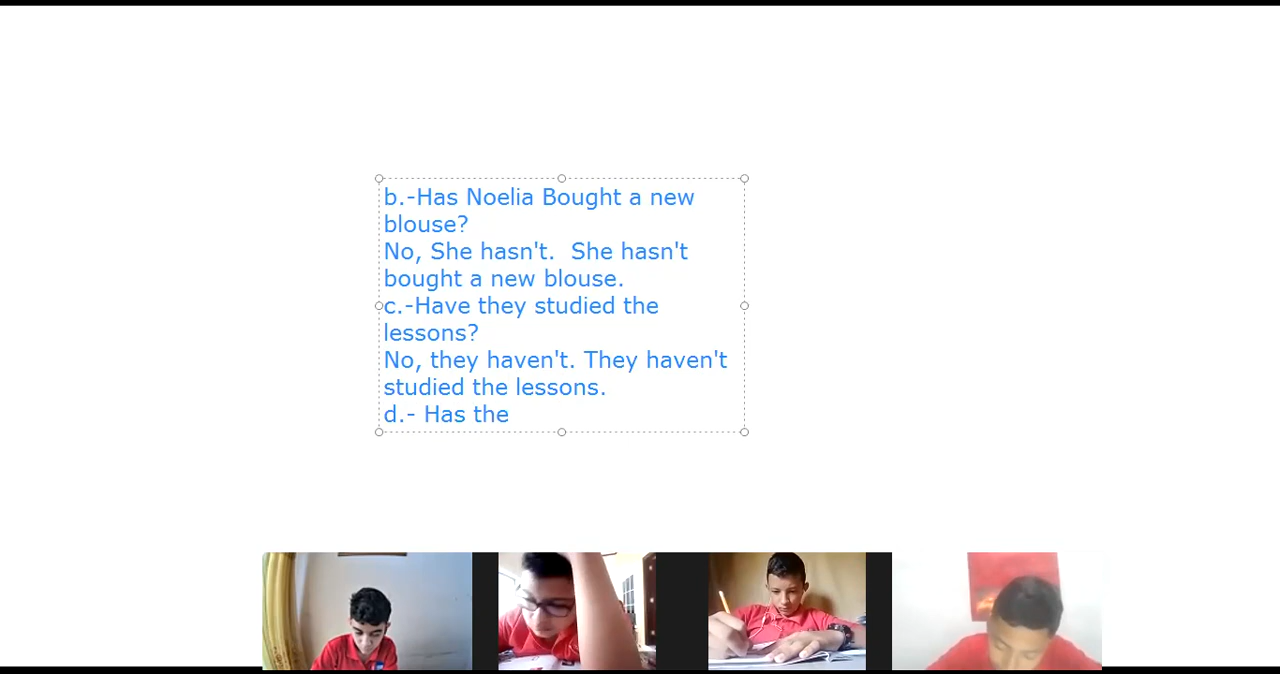 b.-Has Noelia Bought a new
blouse?
No, She hasn't.  She hasn't
bought a new blouse.
c.-Have they studied the
lessons?
No, they haven't. They haven't
studied the lessons.
d.- Has the